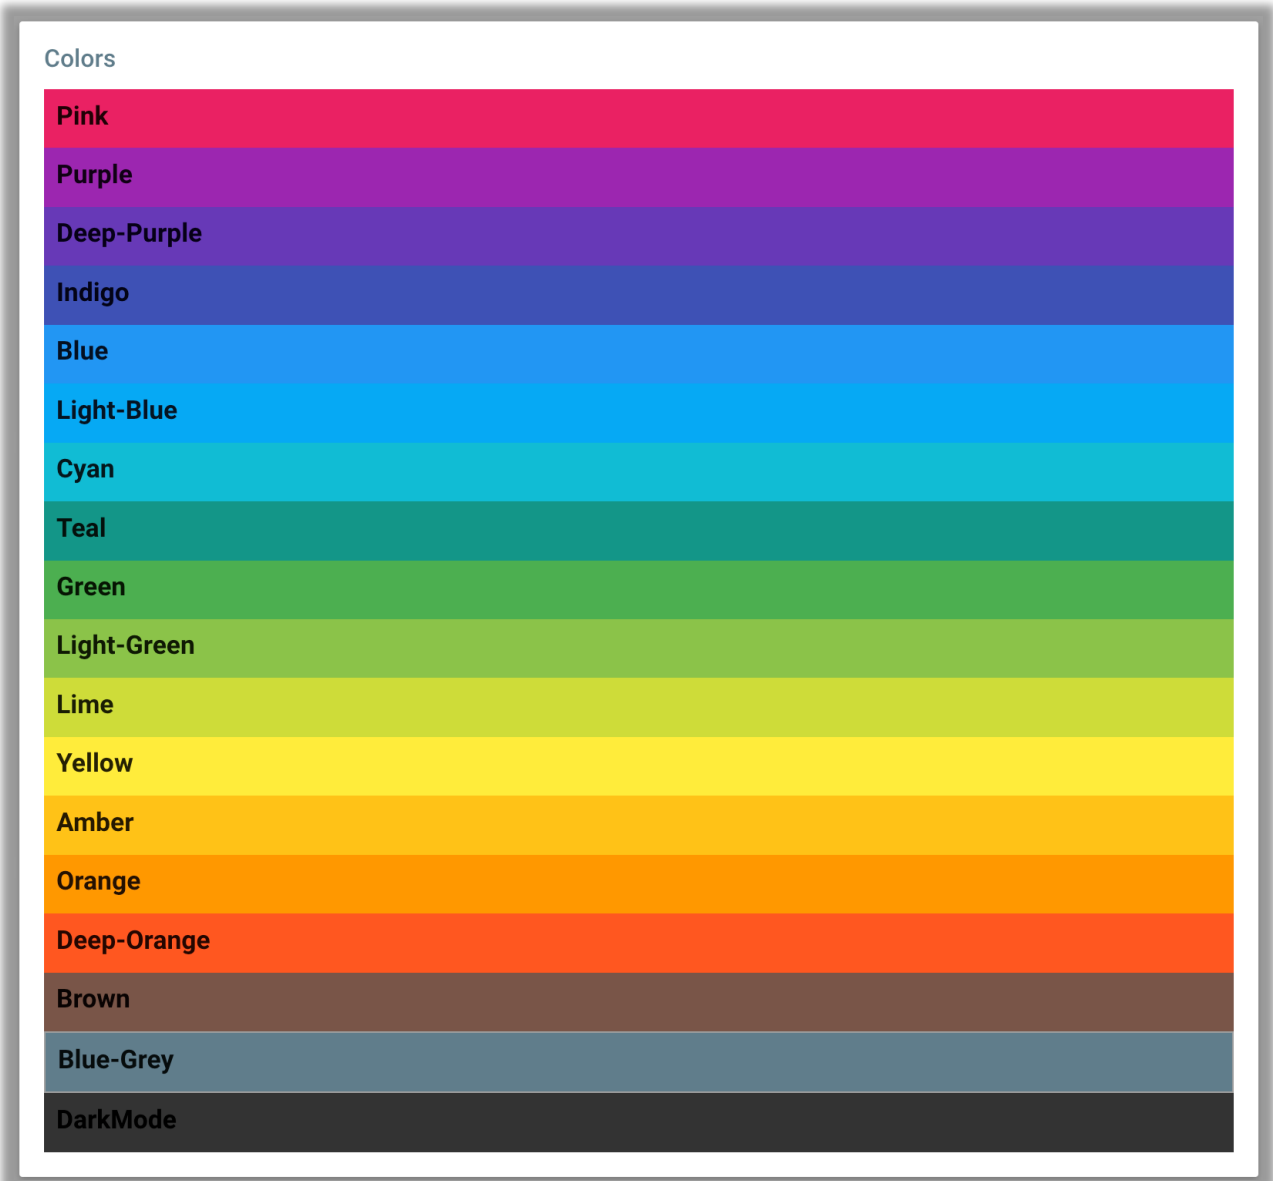 Colors
Pink
Purple
Deep-Purple
Indigo
Blue
Light-Blue
Cyan
Teal
Green
Light-Green
Lime
Yellow
Amber
Orange
Deep-Orange
Brown
Blue-Grey
DarkMode